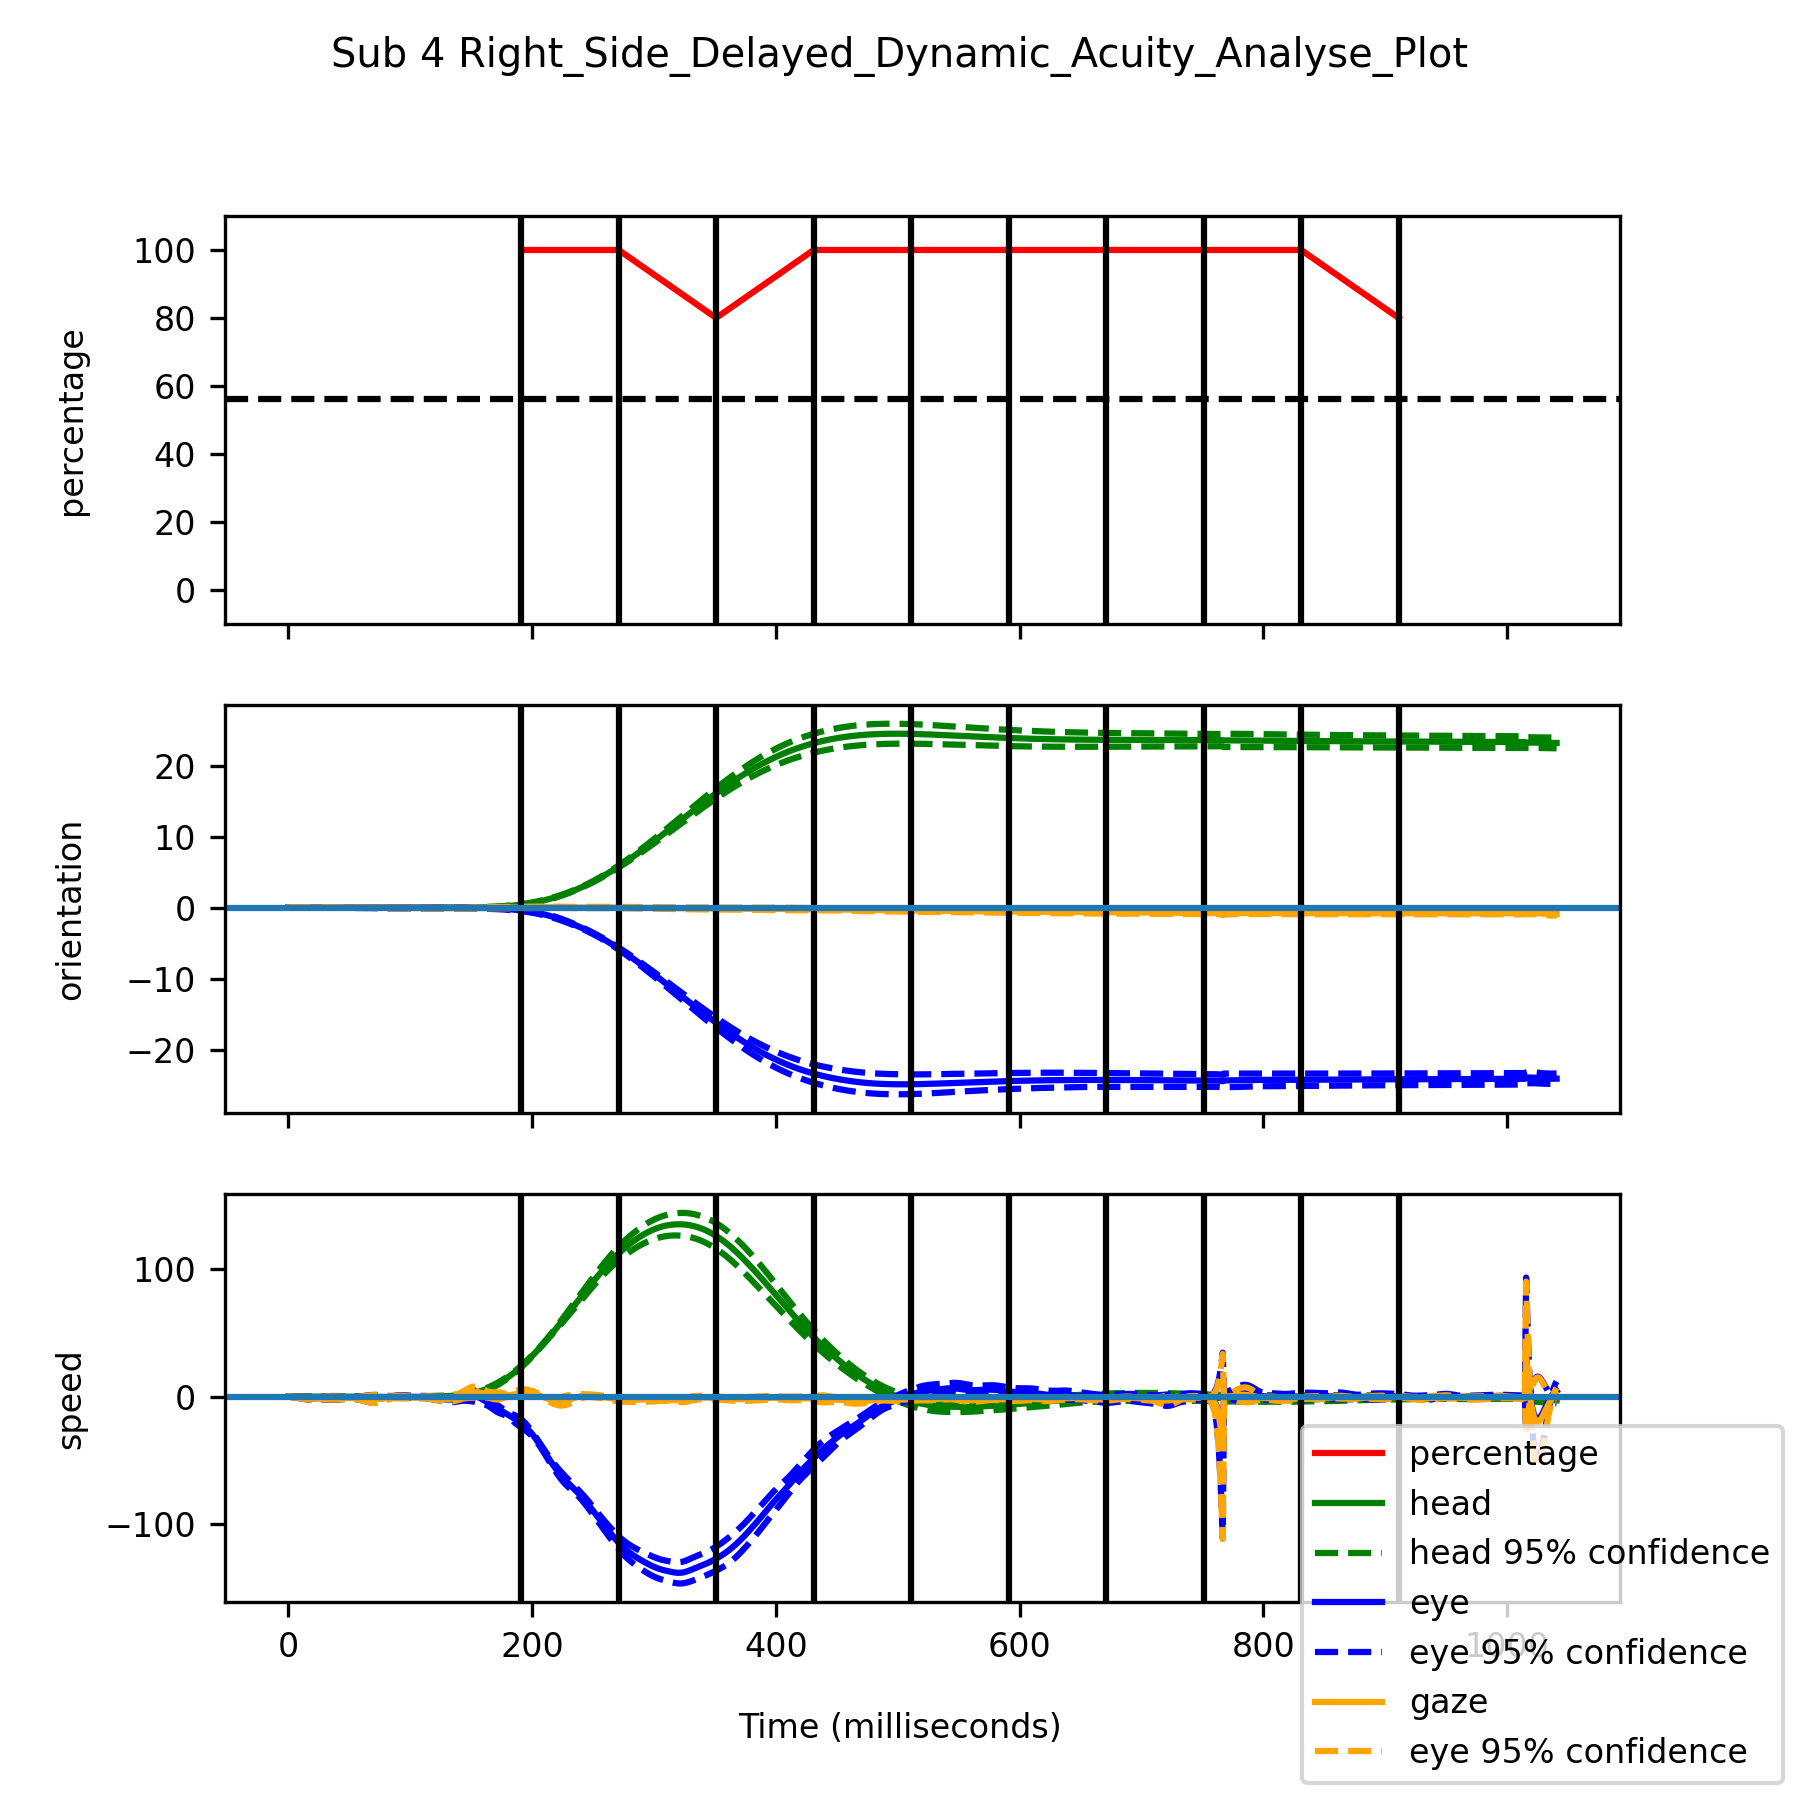 Sub 4 Right_Side_Delayed_Dynamic_Acuity_Analyse_Plot
percentage
100
80
60
40
20
0
orientation
20
10
0
−10
−20
speed
100
0
−100
0 200 400 600 800 1000
Time (milliseconds)
percentage
head
head 95% confidence
eye
eye 95% confidence
gaze
eye 95% confidence